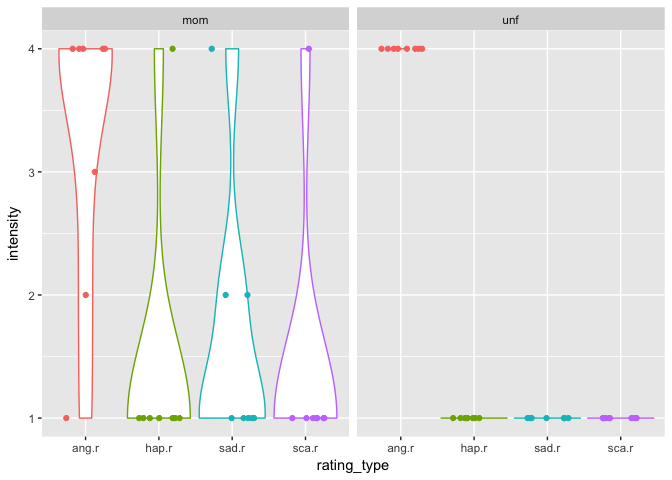 mom unf
4
3
2
1
intensity
ang.r hap.r sad.r sca.r ang.r hap.r sad.r sca.r
rating_type